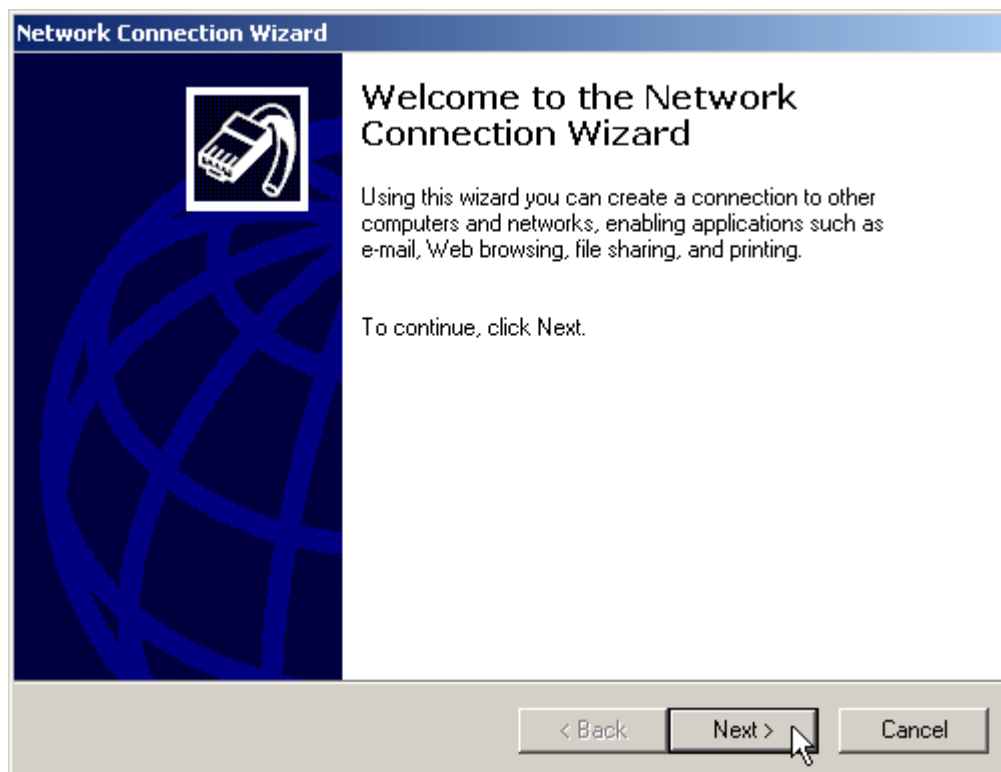 Network Connection Wizard
Welcome to the Network
Connection Wizard
Using this wizard you can create a connection to other
computers and networks, enabling applications such as
e-mail, Web browsing, file sharing, and printing.
To continue, click Next.
< Back
Next >
Cancel